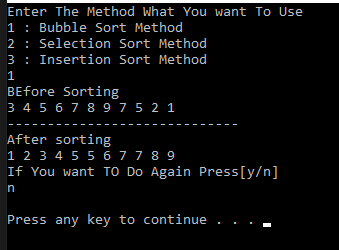 Enter The Method What You want To Use
1 : Bubble Sort Method
2 : Selection Sort Method
3 : Insertion Sort Method
1
BEfore Sorting
3 4 5 6 7 8 9 7 5 2 1
-----------------------------
After sorting
1 2 3 4 5 5 6 7 7 8 9
If You want TO Do Again Press[y/n]
n
Press any key to continue . . .